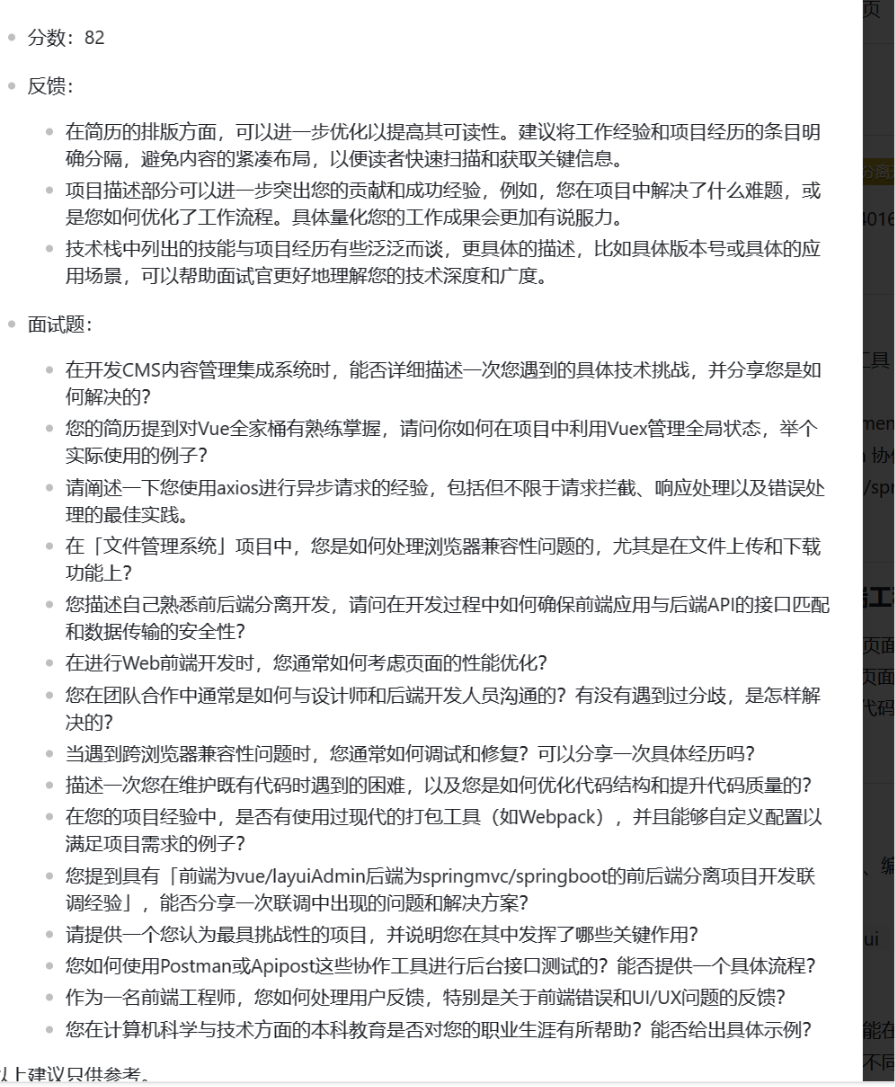 分数：82
反馈：
在简历的排版方面，可以进一步优化以提高其可读性。建议将工作经验和项目经历的条目明
确分隔，避免内容的紧凑布局，以便读者快速扫描和获取关键信息。
项目描述部分可以进一步突出您的贡献和成功经验，例如，您在项目中解决了什么难题，或
是您如何优化了工作流程。具体量化您的工作成果会更加有说服力。
技术栈中列出的技能与项目经历有些泛泛而谈，更具体的描述，比如具体版本号或具体的应
用场景，可以帮助面试官更好地理解您的技术深度和广度。
面试题：
在开发CMS内容管理集成系统时，能否详细描述一次您遇到的具体技术挑战，并分享您是如
何解决的？
您的简历提到对Vue全家桶有熟练掌握，请问你如何在项目中利用Vuex管理全局状态，举个
实际使用的例子？
请阐述一下您使用axios进行异步请求的经验，包括但不限于请求拦截、响应处理以及错误处
理的最佳实践。
在「文件管理系统」项目中，您是如何处理浏览器兼容性问题的，尤其是在文件上传和下载
功能上？
您描述自己熟悉前后端分离开发，请问在开发过程中如何确保前端应用与后端API的接口匹配
和数据传输的安全性？
在进行Web前端开发时，您通常如何考虑页面的性能优化？
您在团队合作中通常是如何与设计师和后端开发人员沟通的？有没有遇到过分歧，是怎样解
决的？
当遇到跨浏览器兼容性问题时，您通常如何调试和修复？可以分享一次具体经历吗？
描述一次您在维护既有代码时遇到的困难，以及您是如何优化代码结构和提升代码质量的？
在您的项目经验中，是否有使用过现代的打包工具（如Webpack），并且能够自定义配置以
满足项目需求的例子？
您提到具有「前端为vue/layuiAdmin后端为springmvc/springboot的前后端分离项目开发联
调经验」，能否分享一次联调中出现的问题和解决方案？
请提供一个您认为最具挑战性的项目，并说明您在其中发挥了哪些关键作用？
您如何使用Postman或Apipost这些协作工具进行后台接口测试的？能否提供一个具体流程？
作为一名前端工程师，您如何处理用户反馈，特别是关于前端错误和UI/UX问题的反馈？
您在计算机科学与技术方面的本科教育是否对您的职业生涯有所帮助？能否给出具体示例？
以上建议只供参考。
页
4016
工具
men
协作
/spr
端工
页面
页面
代码
、编
ui
能在
不同